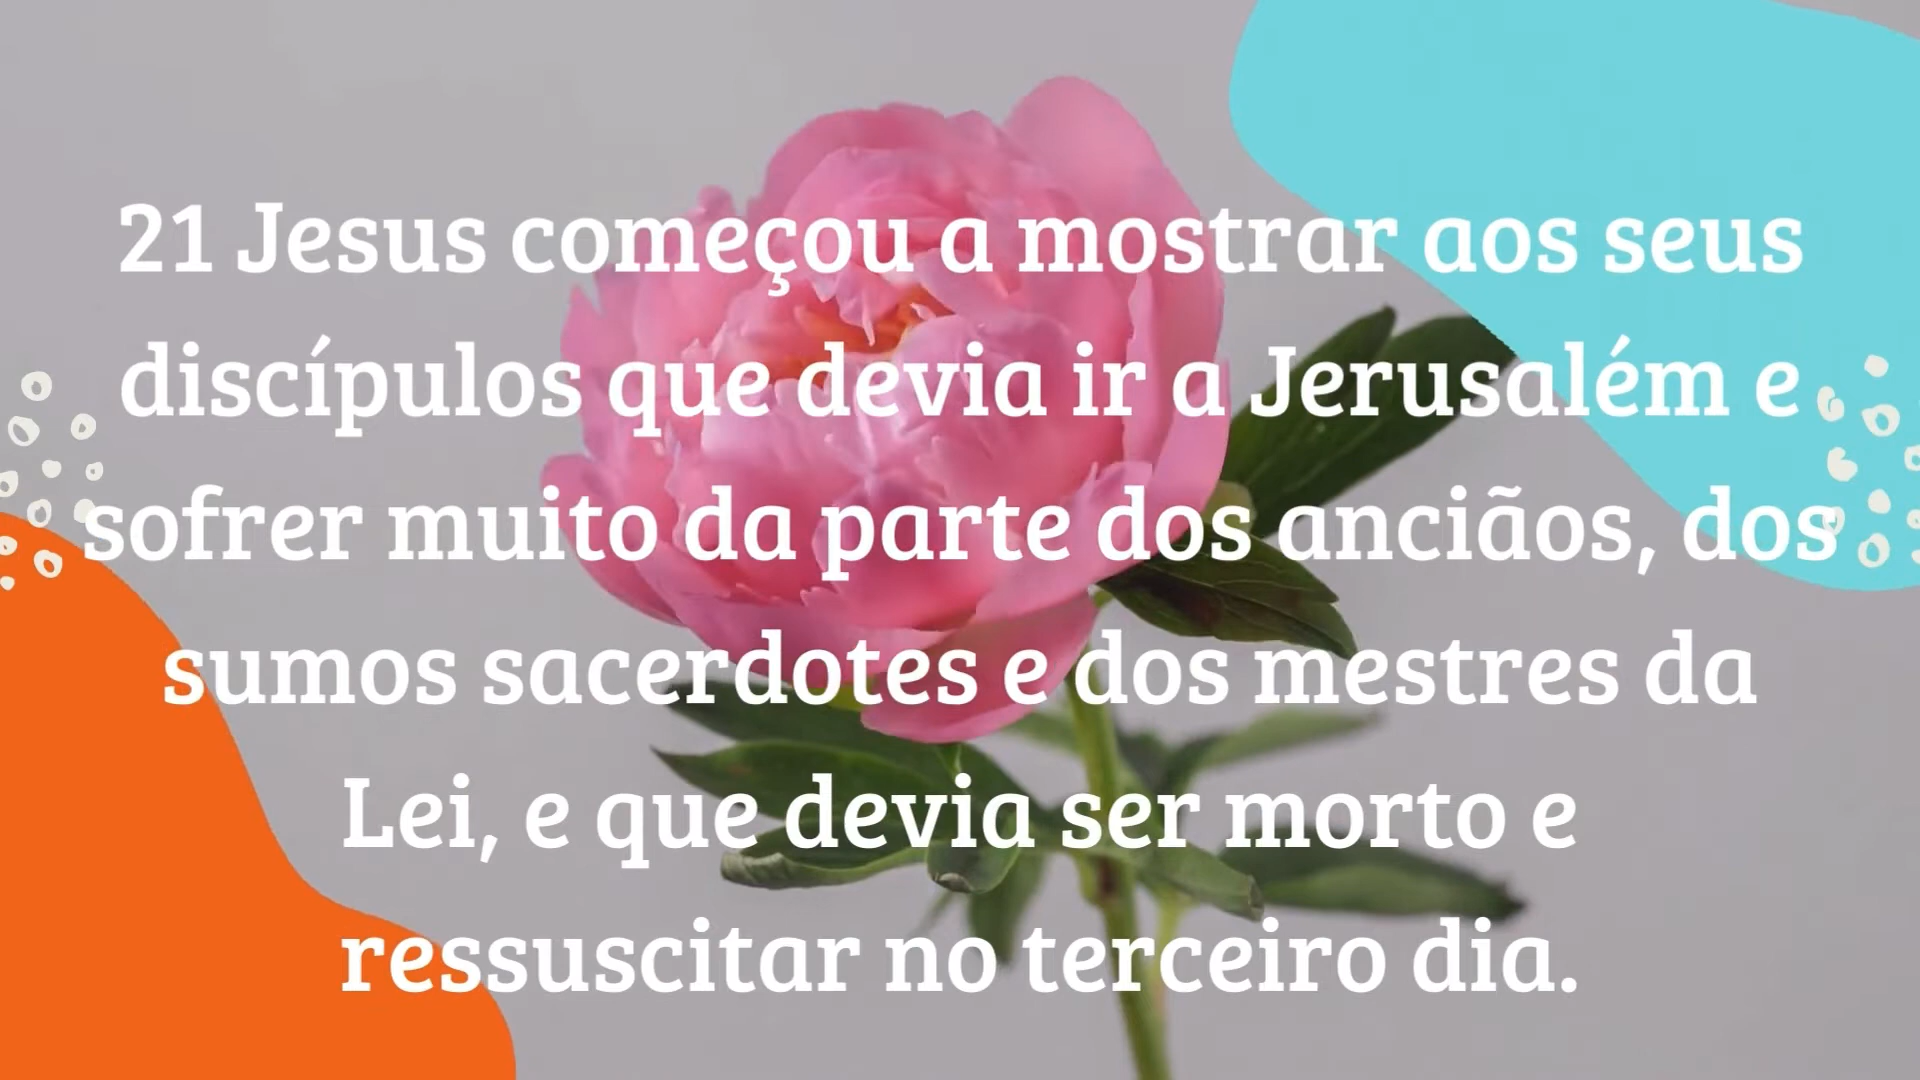 21 Jesus começou a mostrar aos seus
discípulos que devia ir a Jerusalém e
sofrer muito da parte dos anciãos, dos
sumos sacerdotes e dos mestres da
Lei, e que devia ser morto e
ressuscitar no terceiro dia.